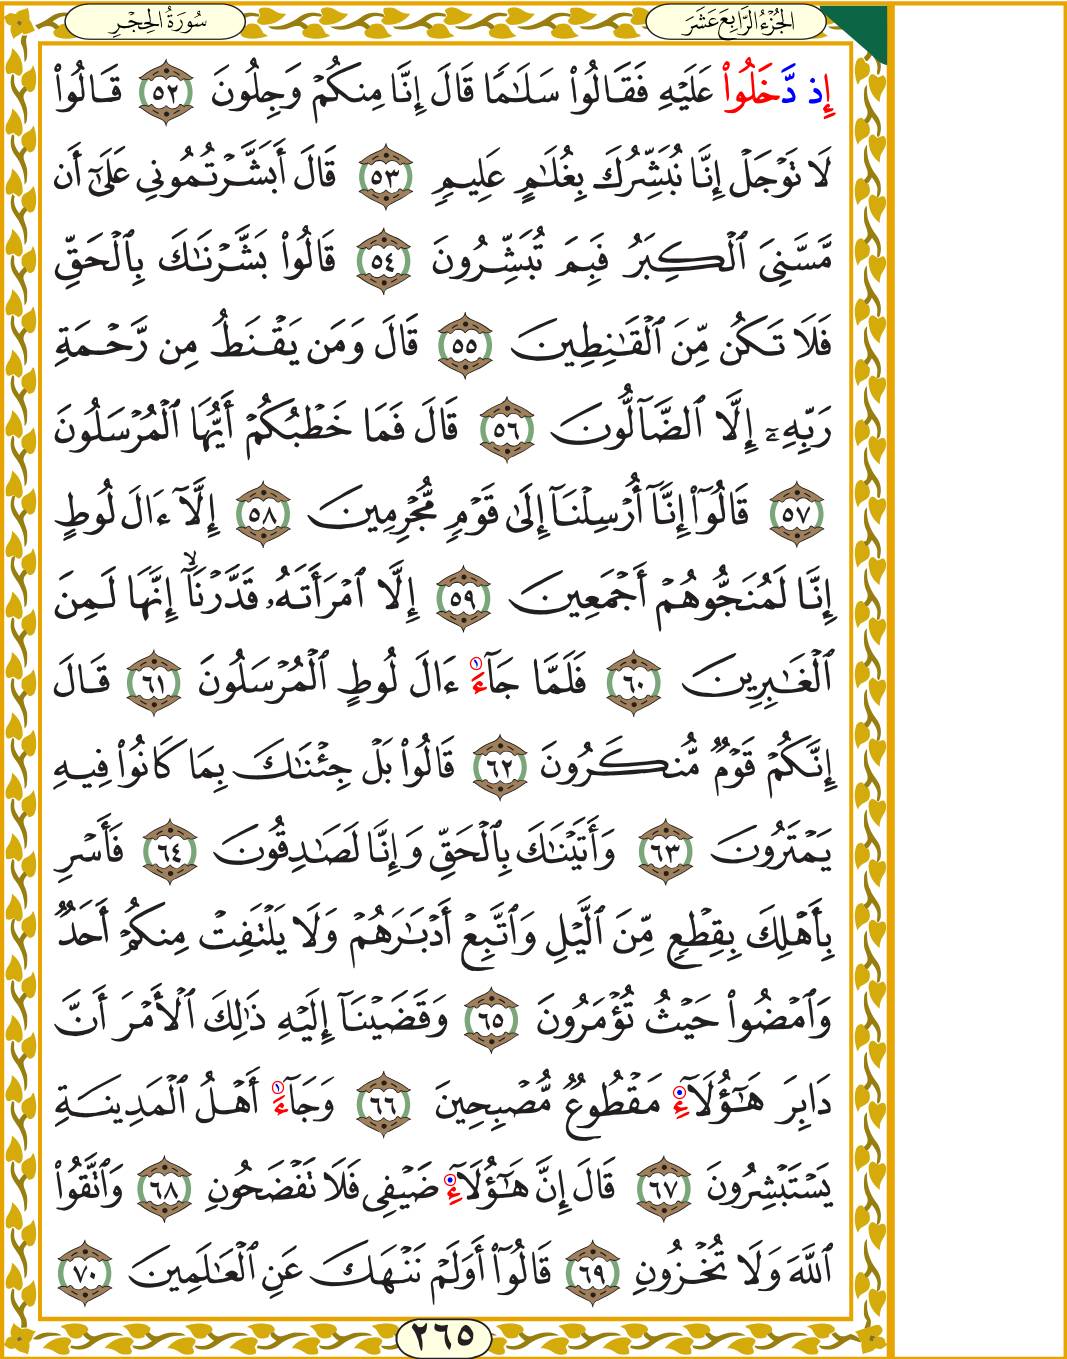 الجُزْءُ الرَّابِعَ عَشَرَ
سُورَةُ الحِجْرِ
إِذ دَّخَلُوا۟ عَلَيْهِ فَقَالُوا۟ سَلَٰمًا قَالَ إِنَّا مِنكُمْ وَجِلُونَ ٥٢ قَالُوا۟
لَا تَوْجَلْ إِنَّا نُبَشِّرُكَ بِغُلَٰمٍ عَلِيمٍ ٥٣ قَالَ أَبَشَّرْتُمُونِى عَلَىٰٓ أَن
مَّسَّنِىَ ٱلْكِبَرُ فَبِمَ تُبَشِّرُونَ ٥٤ قَالُوا۟ بَشَّرْنَٰكَ بِٱلْحَقِّ
فَلَا تَكُن مِّنَ ٱلْقَٰنِطِينَ ٥٥ قَالَ وَمَن يَقْنَطُ مِن رَّحْمَةِ
رَبِّهِۦٓ إِلَّا ٱلضَّآلُّونَ ٥٦ قَالَ فَمَا خَطْبُكُمْ أَيُّهَا ٱلْمُرْسَلُونَ
٥٧ قَالُوٓا۟ إِنَّآ أُرْسِلْنَآ إِلَىٰ قَوْمٍ مُّجْرِمِينَ ٥٨ إِلَّآ ءَالَ لُوطٍ
إِنَّا لَمُنَجُّوهُمْ أَجْمَعِينَ ٥٩ إِلَّا ٱمْرَأَتَهُۥ قَدَّرْنَآ ۙ إِنَّهَا لَمِنَ
ٱلْغَٰبِرِينَ ٦٠ فَلَمَّا جَآءَ ١ ءَالَ لُوطٍ ٱلْمُرْسَلُونَ ٦١ قَالَ
إِنَّكُمْ قَوْمٌ مُّنكَرُونَ ٦٢ قَالُوا۟ بَلْ جِئْنَٰكَ بِمَا كَانُوا۟ فِيهِ
يَمْتَرُونَ ٦٣ وَأَتَيْنَٰكَ بِٱلْحَقِّ وَإِنَّا لَصَٰدِقُونَ ٦٤ فَأَسْرِ
بِأَهْلِكَ بِقِطْعٍ مِّنَ ٱلَّيْلِ وَٱتَّبِعْ أَدْبَٰرَهُمْ وَلَا يَلْتَفِتْ مِنكُمْ أَحَدٌ
وَٱمْضُوا۟ حَيْثُ تُؤْمَرُونَ ٦٥ وَقَضَيْنَآ إِلَيْهِ ذَٰلِكَ ٱلْأَمْرَ أَنَّ
دَابِرَ هَٰٓؤُلَآءِ مَقْطُوعٌ مُّصْبِحِينَ ٦٦ وَجَآءَ ١ أَهْلُ ٱلْمَدِينَةِ
يَسْتَبْشِرُونَ ٦٧ قَالَ إِنَّ هَٰٓؤُلَآءِ ضَيْفِى فَلَا تَفْضَحُونِ ٦٨ وَٱتَّقُوا۟
ٱللَّهَ وَلَا تُخْزُونِ ٦٩ قَالُوٓا۟ أَوَلَمْ نَنْهَكَ عَنِ ٱلْعَٰلَمِينَ ٧٠
٢٦٥